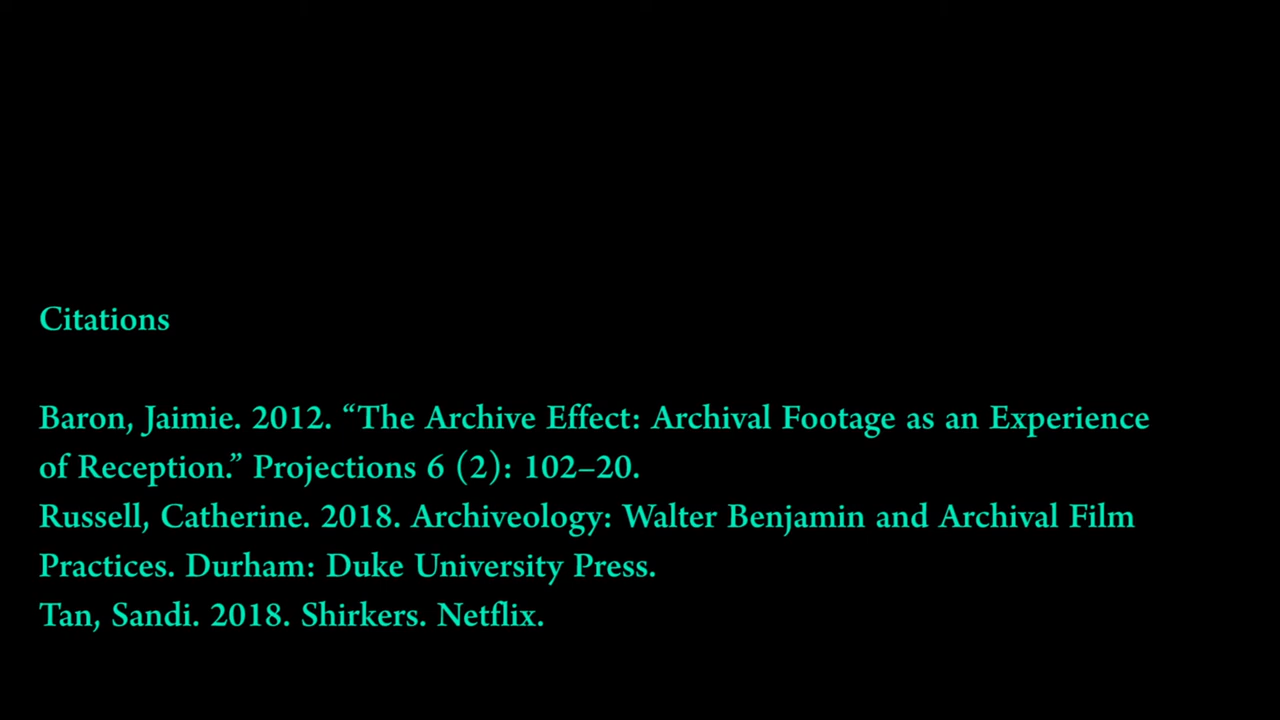 Citations
Baron, Jaimie. 2012. “The Archive Effect: Archival Footage as an Experience
of Reception.” Projections 6 (2): 102–20.
Russell, Catherine. 2018. Archiveology: Walter Benjamin and Archival Film
Practices. Durham: Duke University Press.
Tan, Sandi. 2018. Shirkers. Netflix.